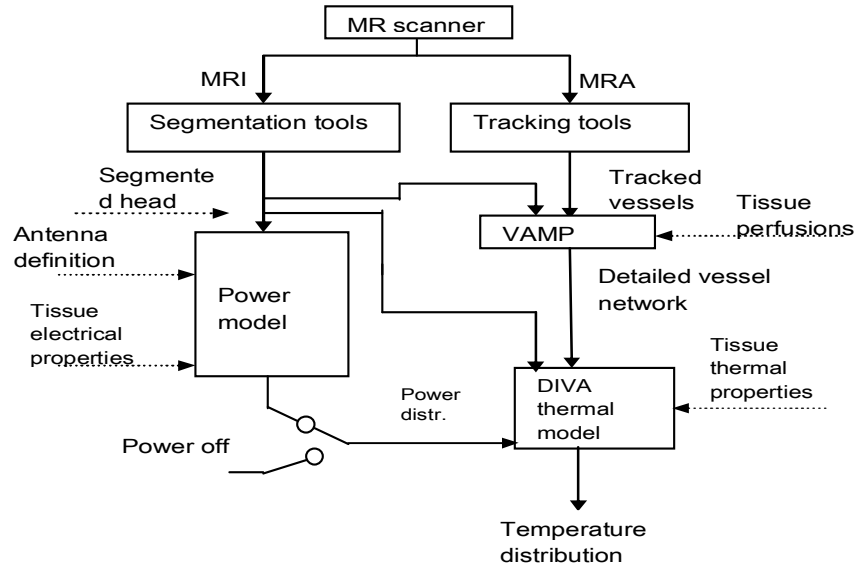 MR scanner
MRI
MRA
Segmentation tools
Tracking tools
Segmente
d head
Tracked
vessels
Tissue
perfusions
VAMP
Antenna
definition
Power
model
Detailed vessel
network
Tissue
electrical
properties
Tissue
thermal
properties
DIVA
thermal
model
Power
distr.
Power off
Temperature
distribution